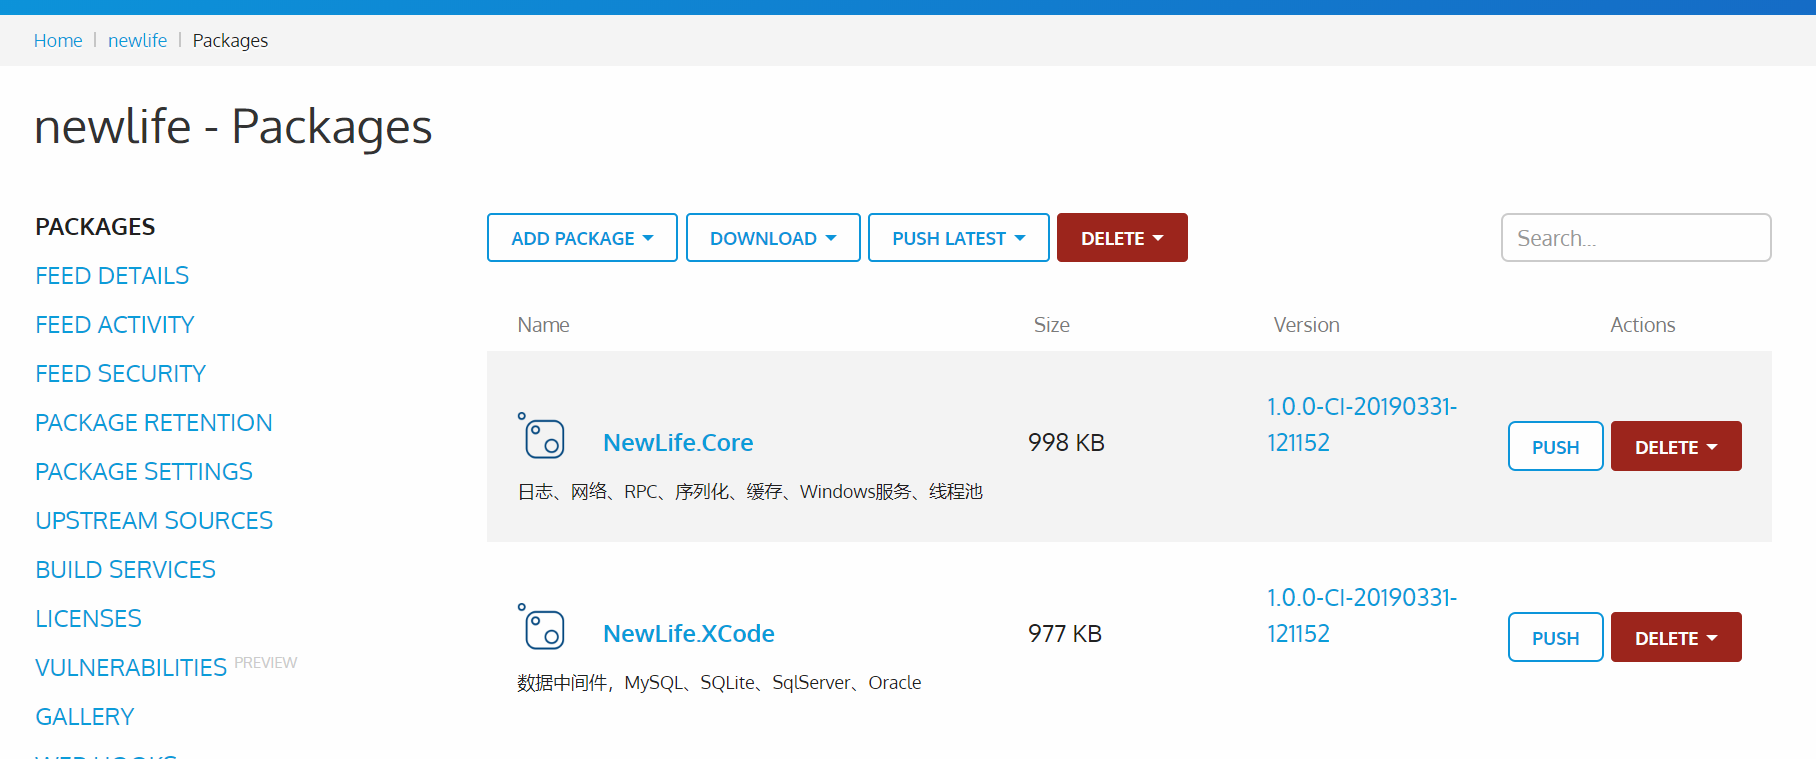 Home
newlife
Packages
newlife - Packages
PACKAGES
FEED DETAILS
FEED ACTIVITY
FEED SECURITY
PACKAGE RETENTION
PACKAGE SETTINGS
UPSTREAM SOURCES
BUILD SERVICES
LICENSES
VULNERABILITIES PREVIEW
GALLERY
ADD PACKAGE
DOWNLOAD
PUSH LATEST
DELETE
Search...
Name
Size
Version
Actions
NewLife.Core
998 KB
1.0.0-CI-20190331-
121152
PUSH
DELETE
日志、网络、RPC、序列化、缓存、Windows服务、线程池
NewLife.XCode
977 KB
1.0.0-CI-20190331-
121152
PUSH
DELETE
数据中间件，MySQL、SQLite、SqlServer、Oracle